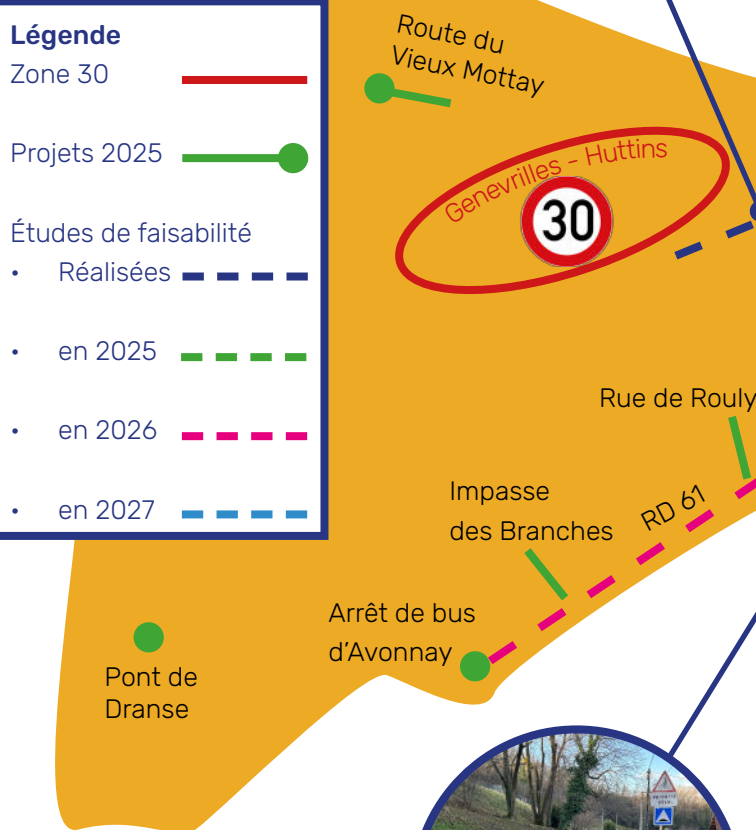 Légende
Zone 30
Projets 2025
Études de faisabilité
• Réalisées
• en 2025
• en 2026
• en 2027
Route du
Vieux Mottay
Genevrilles - Huttins
30
Rue de Rouly
Impasse
des Branches
RD 61
Arrêt de bus
d'Avonnay
Pont de
Dranse